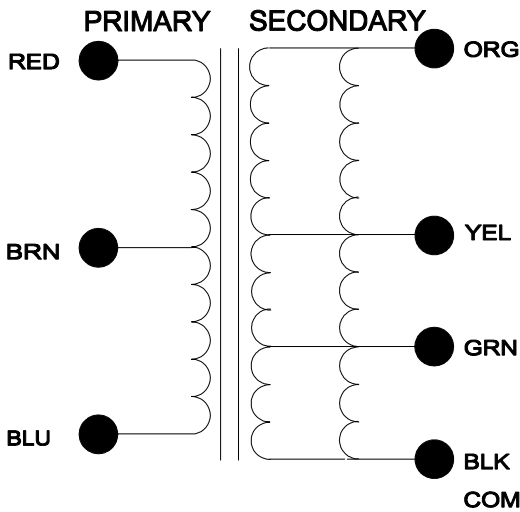 PRIMARY SECONDARY
RED
ORG
BRN
YEL
GRN
BLU
BLK
COM